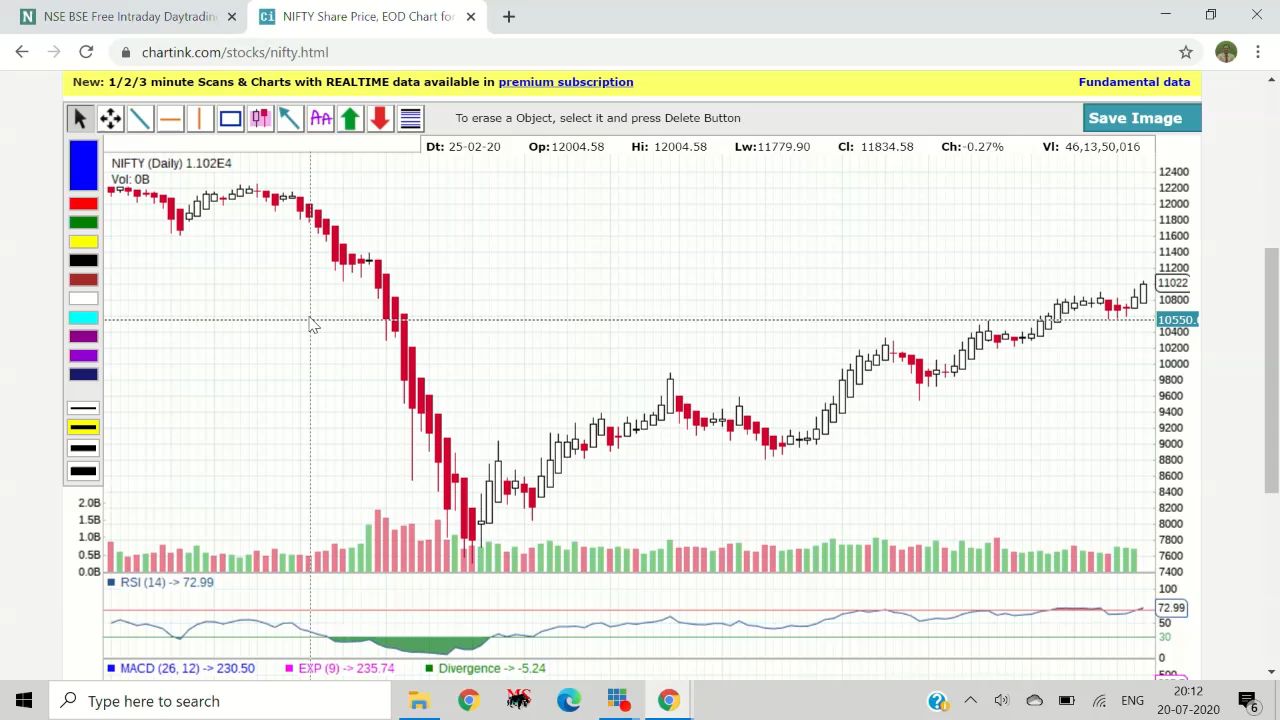 NSE BSE Free Intraday Trading D
NIFTY Share Price, EOD Chart for
chartink.com/stocks/nifty.html
New: 1/2/3 minute Scans & Charts with REALTIME data available in premium subscription
Fundamental data
To erase a Object, select it and press Delete Button
Save Image
Dt: 25-02-20 Op:12004.58 Hi: 12004.58 Lw:11779.90 Cl: 11834.58 Ch:-0.27% Vl: 46,13,50,016
NIFTY (Daily) 1.102E4
Vol: 0B
12400
12200
12000
11800
11600
11400
11200
11022
10800
10550.
10400
10200
10000
9800
9600
9400
9200
9000
8800
8600
8400
8200
8000
7800
7600
7400
2.0B
1.5B
1.0B
0.5B
0.0B
RSI (14) -> 72.99
100
72.99
50
30
0
MACD (26, 12) -> 230.50 EXP (9) -> 235.74 Divergence -> -5.24
Type here to search
ENG
20:12
20-07-2020
6